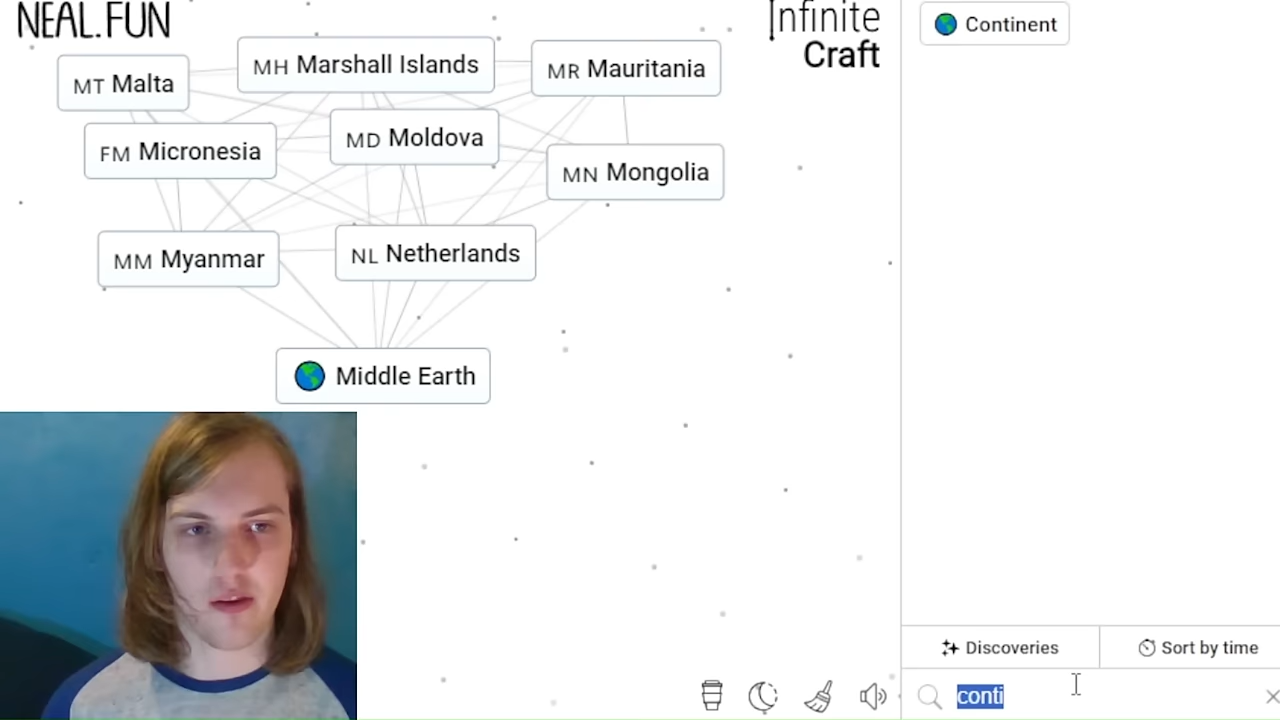 NEAL.FUN
Infinite
Craft
MT Malta
MH Marshall Islands
MR Mauritania
FM Micronesia
MD Moldova
MN Mongolia
MM Myanmar
NL Netherlands
Middle Earth
Continent
Discoveries
Sort by time
conti